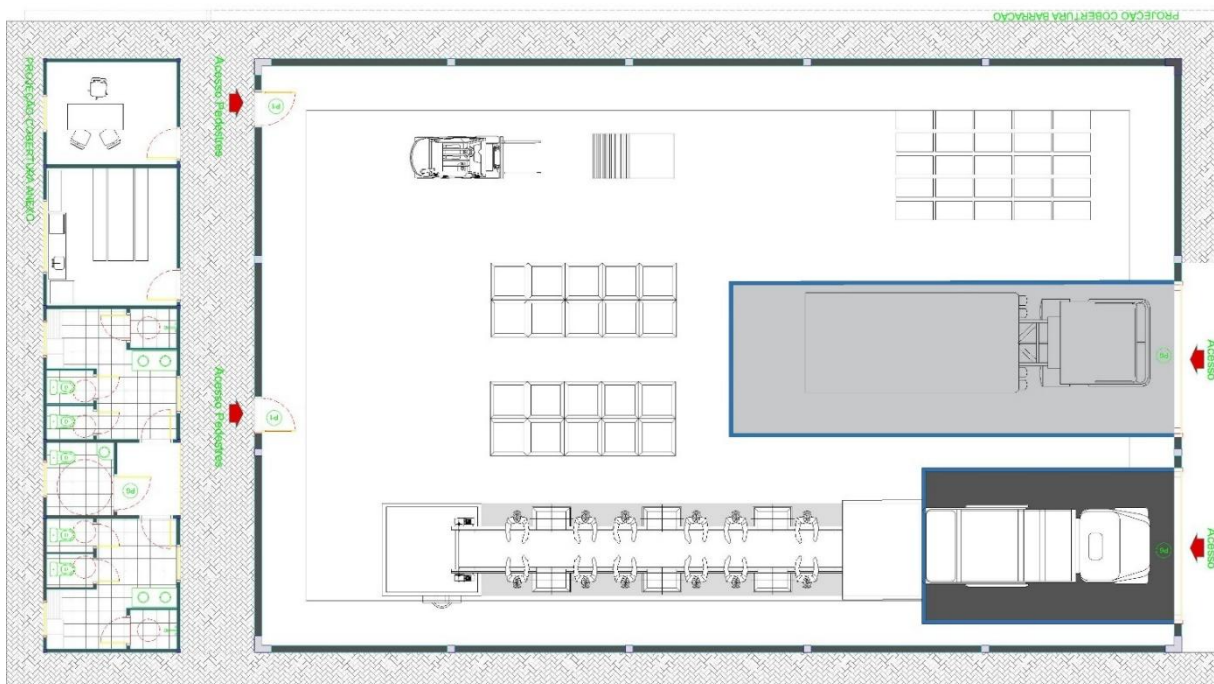 PROJEÇÃO COBERTURA BARRACÃO
PROJEÇÃO COBERTURA ANEXO
Acesso Pedestres
Acesso Pedestres
Acesso
Acesso